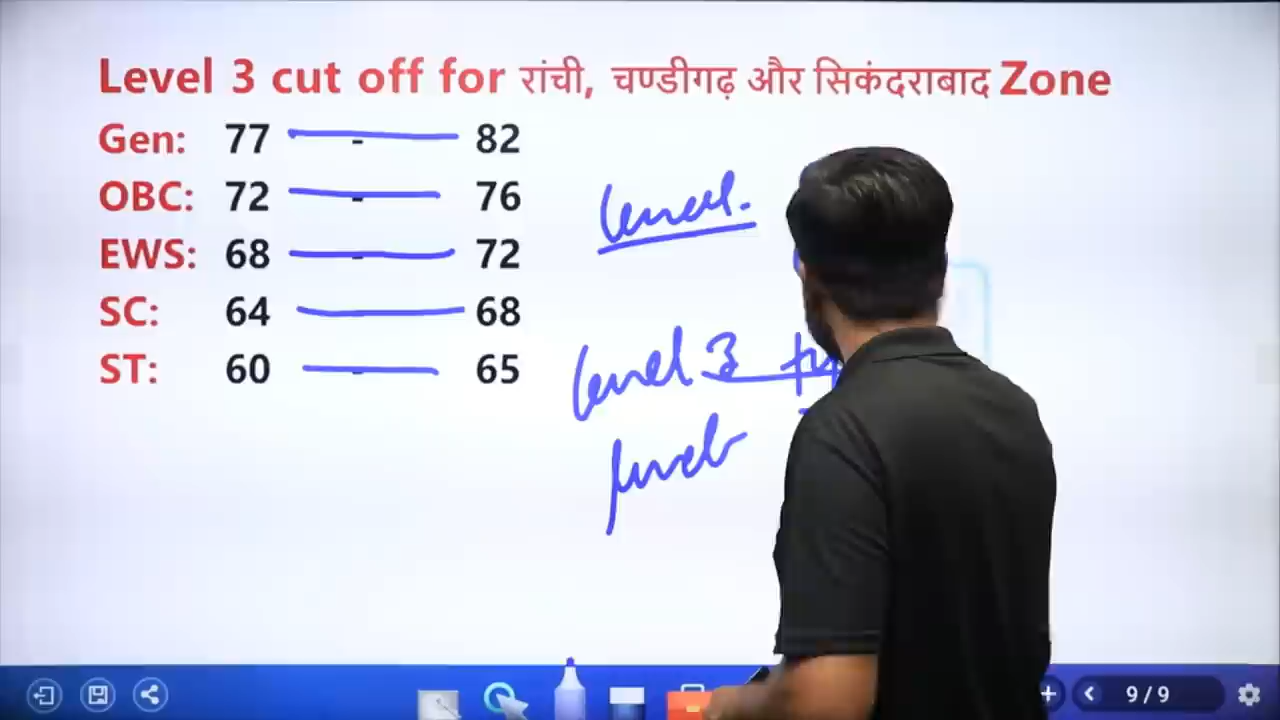 Level 3 cut off for रांची, चण्डीगढ़ और सिकंदराबाद Zone
Gen: 77 - 82
OBC: 72 - 76
EWS: 68 - 72
SC: 64 68
ST: 60 - 65
level.
level 3
level
9/9